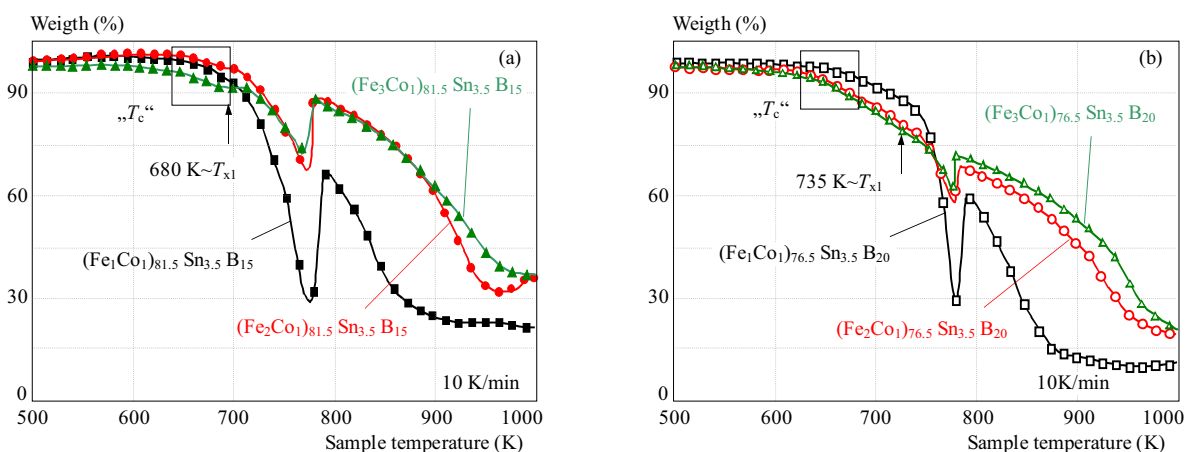 Weigth (%)
(a)
90
60
30
0
500
600
700
800
900
1000
Sample temperature (K)
„Tc“
680 K~Tx1
(Fe3Co1)81.5 Sn3.5 B15
(Fe1Co1)81.5 Sn3.5 B15
(Fe2Co1)81.5 Sn3.5 B15
10 K/min
Weigth (%)
(b)
90
60
30
0
500
600
700
800
900
1000
Sample temperature (K)
„Tc“
735 K~Tx1
(Fe3Co1)76.5 Sn3.5 B20
(Fe1Co1)76.5 Sn3.5 B20
(Fe2Co1)76.5 Sn3.5 B20
10K/min